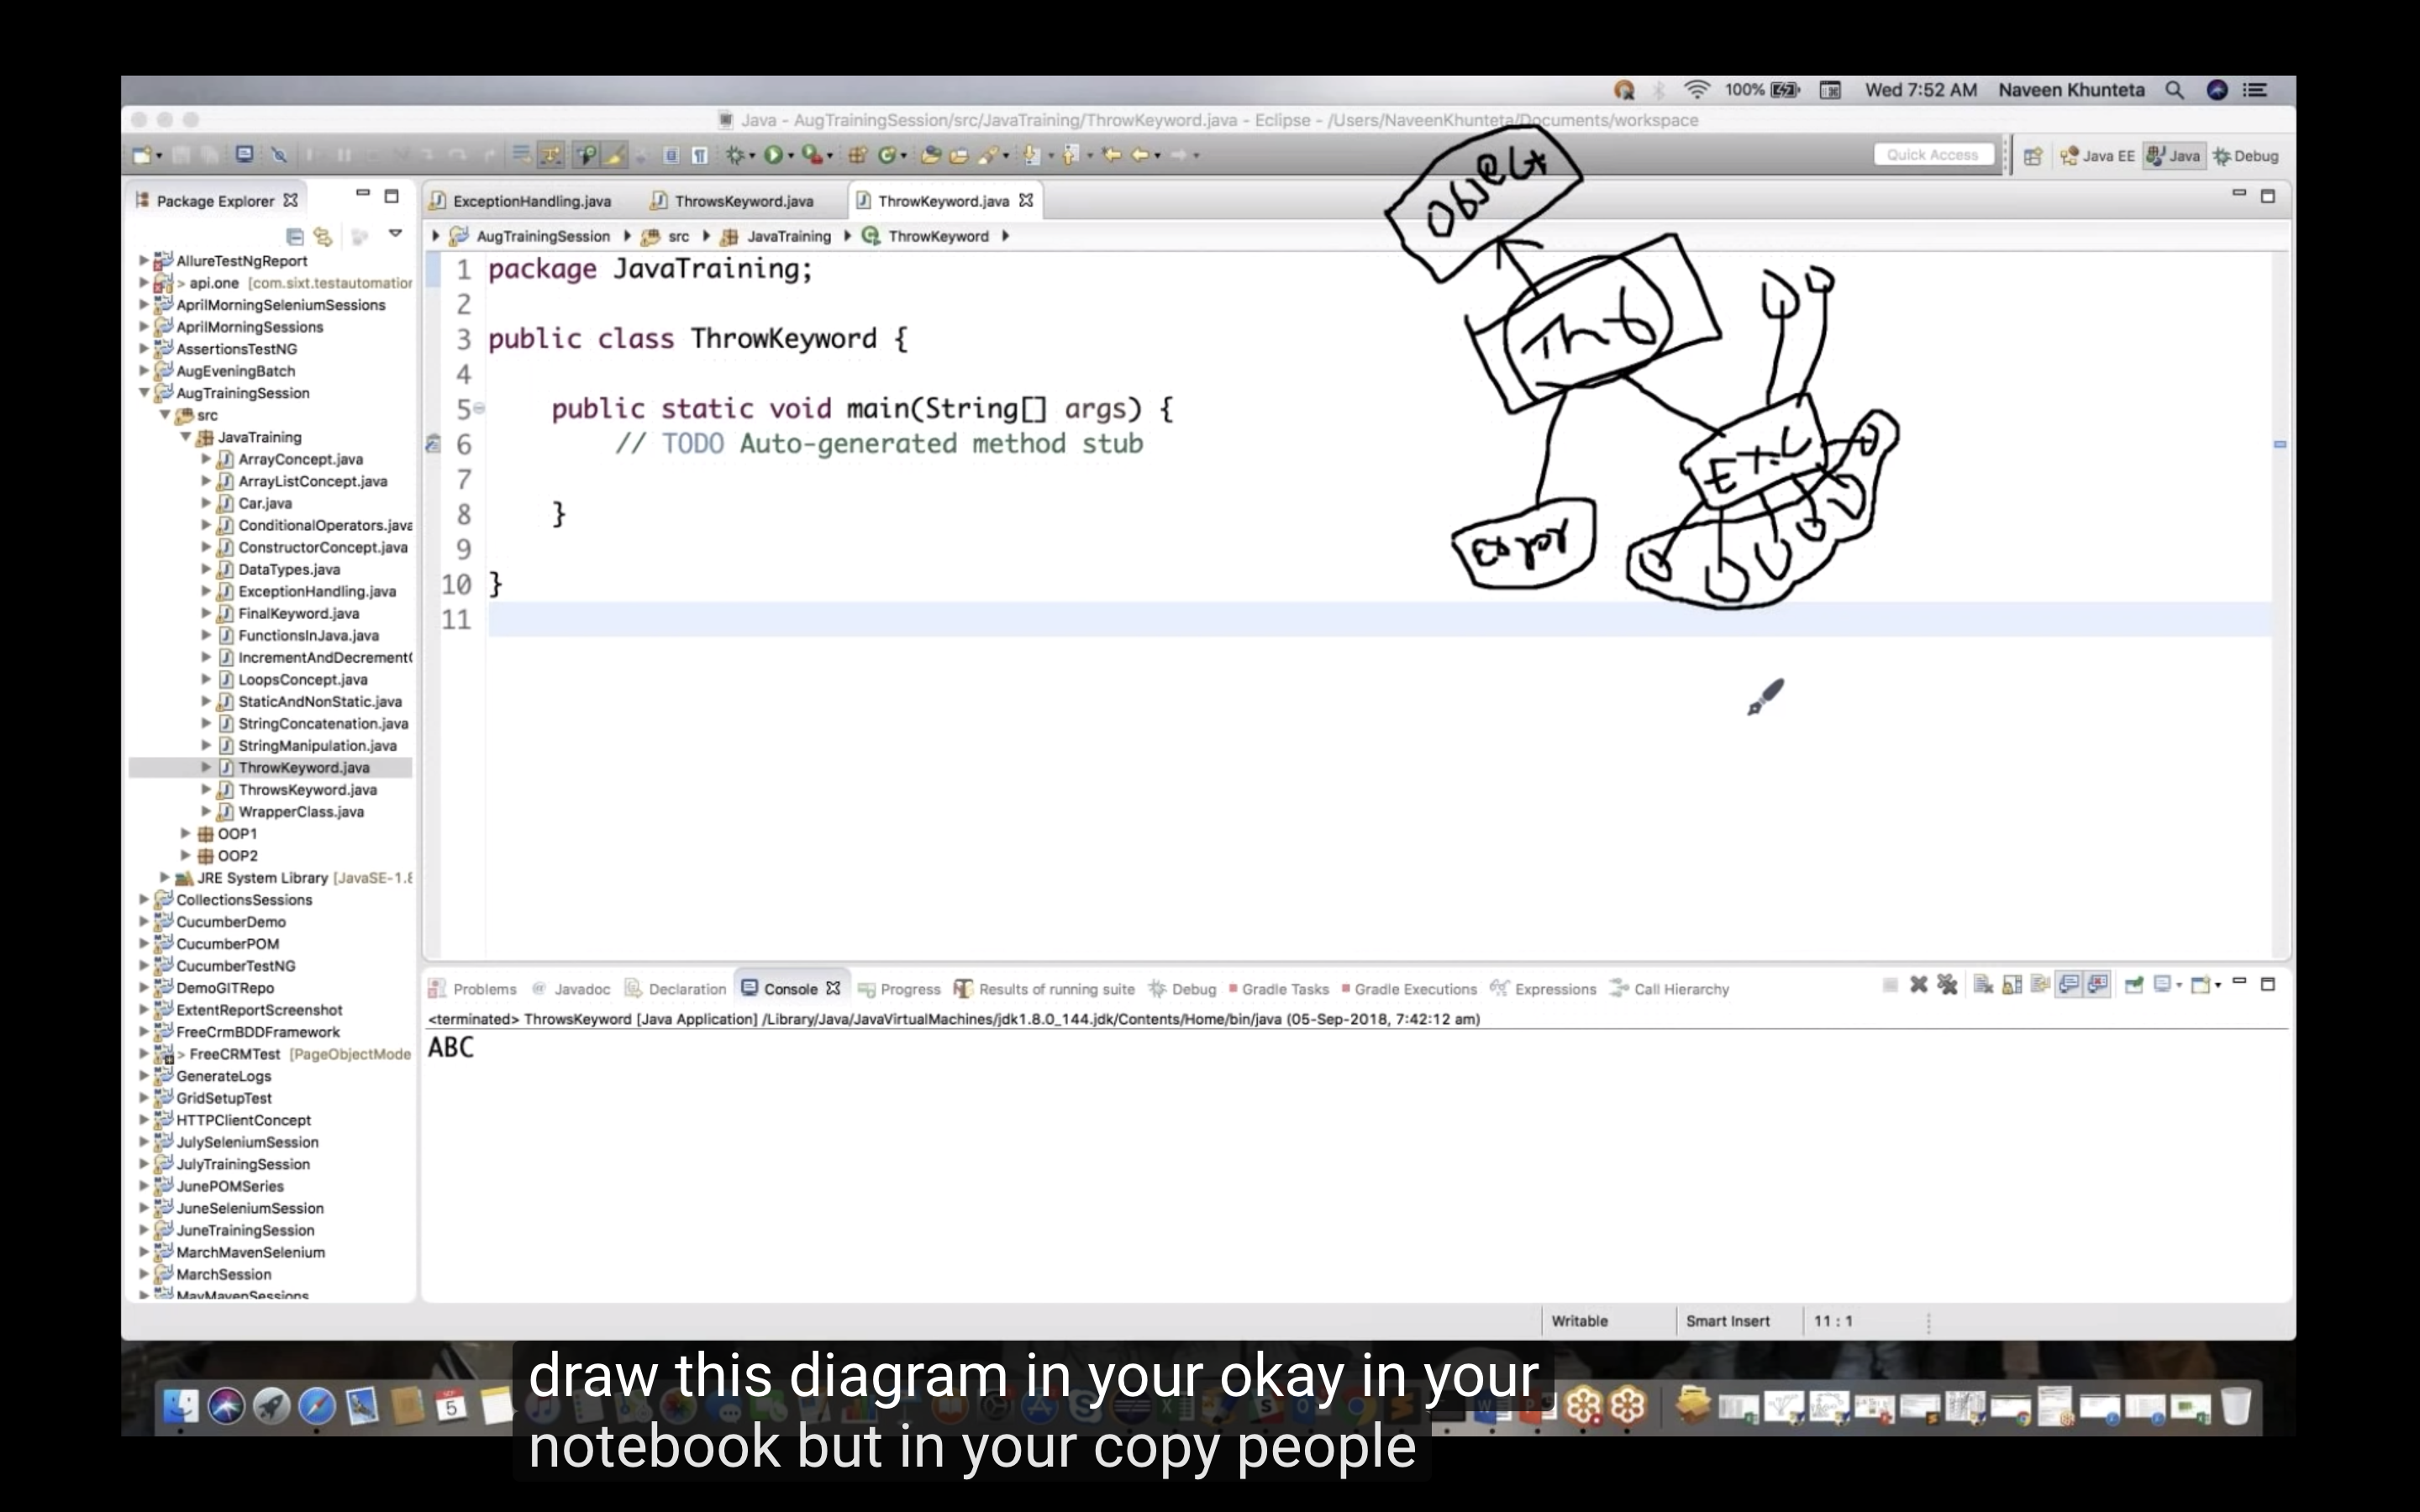 100%
Wed 7:52 AM
Naveen Khunteta
Java - AugTrainingSession/src/JavaTraining/ThrowKeyword.java - Eclipse - /Users/NaveenKhunteta/Documents/workspace
Quick Access
Java EE
Java
Debug
Package Explorer
AllureTestNgReport
> api.one [com.sixt.testautomation
AprilMorningSeleniumSessions
AprilMorningSessions
AssertionsTestNG
AugEveningBatch
AugTrainingSession
src
JavaTraining
ArrayConcept.java
ArrayListConcept.java
Car.java
ConditionalOperators.java
ConstructorConcept.java
DataTypes.java
ExceptionHandling.java
FinalKeyword.java
FunctionsInJava.java
IncrementAndDecrement
LoopsConcept.java
StaticAndNonStatic.java
StringConcatenation.java
StringManipulation.java
ThrowKeyword.java
ThrowsKeyword.java
WrapperClass.java
OOP1
OOP2
JRE System Library [JavaSE-1.8
CollectionsSessions
CucumberDemo
CucumberPOM
CucumberTestNG
DemoGITRepo
ExtentReportScreenshot
FreeCrmBDDFramework
> FreeCRMTest [PageObjectMode
GenerateLogs
GridSetupTest
HTTPClientConcept
JulySeleniumSession
JulyTrainingSession
JunePOMSeries
JuneSeleniumSession
JuneTrainingSession
MarchMavenSelenium
MarchSession
MayMavenSessions
ExceptionHandling.java
ThrowsKeyword.java
ThrowKeyword.java
AugTrainingSession
src
JavaTraining
ThrowKeyword
1 package JavaTraining;
2
3 public class ThrowKeyword {
4
5 public static void main(String[] args) {
6 // TODO Auto-generated method stub
7
8 }
9
10 }
11
Object
Problems
@ Javadoc
Declaration
Console
Progress
Results of running suite
Debug
Gradle Tasks
Gradle Executions
Expressions
Call Hierarchy
<terminated> ThrowsKeyword [Java Application] /Library/Java/JavaVirtualMachines/jdk1.8.0_144.jdk/Contents/Home/bin/java (05-Sep-2018, 7:42:12 am)
ABC
Writable
Smart Insert
11 : 1
5
draw this diagram in your okay in your
notebook but in your copy people